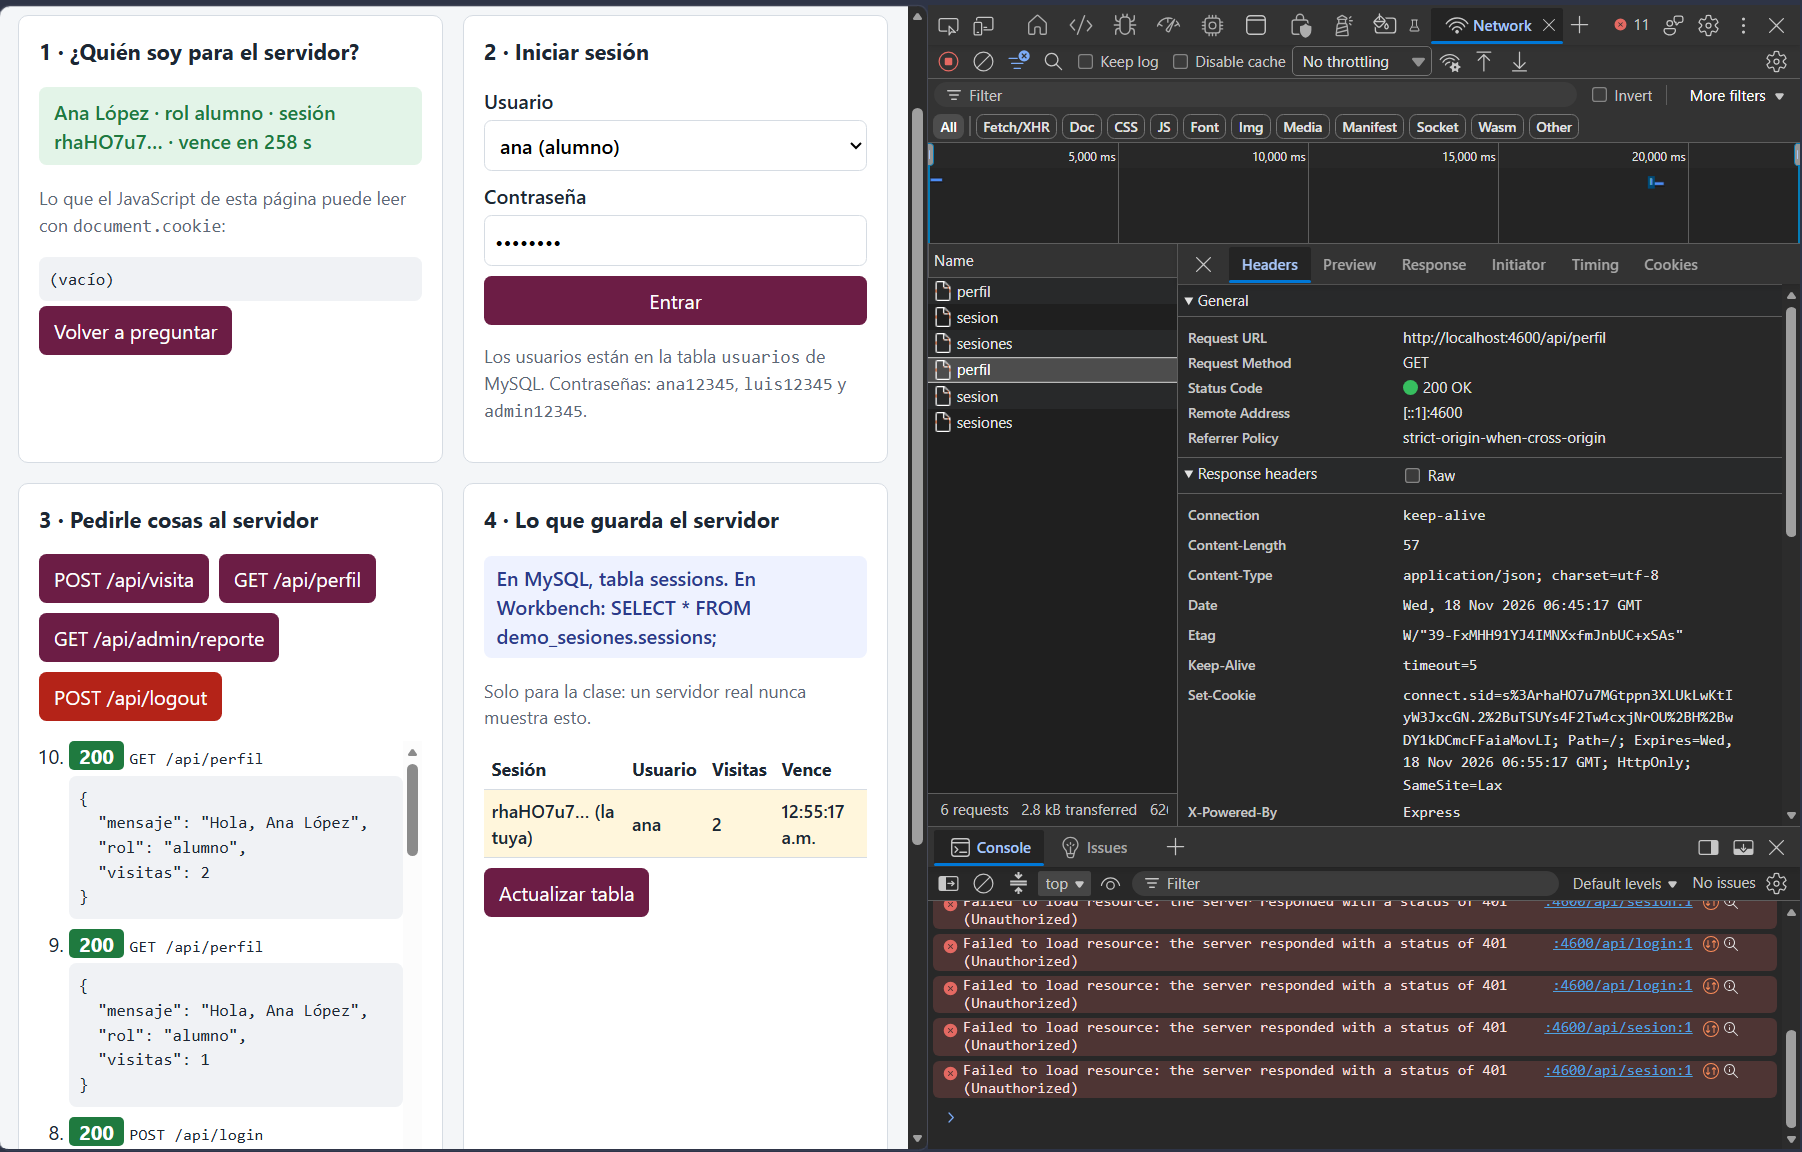 1 · ¿Quién soy para el servidor?
Ana López · rol alumno · sesión
rhaHO7u7... · vence en 258 s
Lo que el JavaScript de esta página puede leer
con document.cookie:
(vacío)
Volver a preguntar
2 · Iniciar sesión
Usuario
ana (alumno)
Contraseña
••••••••
Entrar
Los usuarios están en la tabla usuarios de
MySQL. Contraseñas: ana12345, luis12345 y
admin12345.
3 · Pedirle cosas al servidor
POST /api/visita
GET /api/perfil
GET /api/admin/reporte
POST /api/logout
10. 200 GET /api/perfil
{
"mensaje": "Hola, Ana López",
"rol": "alumno",
"visitas": 2
}
9. 200 GET /api/perfil
{
"mensaje": "Hola, Ana López",
"rol": "alumno",
"visitas": 1
}
8. 200 POST /api/login
4 · Lo que guarda el servidor
En MySQL, tabla sessions. En
Workbench: SELECT * FROM
demo_sesiones.sessions;
Solo para la clase: un servidor real nunca
muestra esto.
Sesión Usuario Visitas Vence
rhaHO7u7... (la tuya) ana 2 12:55:17 a.m.
Actualizar tabla
Network
11
Keep log
Disable cache
No throttling
Filter
Invert
More filters
All Fetch/XHR Doc CSS JS Font Img Media Manifest Socket Wasm Other
5,000 ms 10,000 ms 15,000 ms 20,000 ms
Name
perfil
sesion
sesiones
perfil
sesion
sesiones
6 requests 2.8 kB transferred
Headers Preview Response Initiator Timing Cookies
General
Request URL http://localhost:4600/api/perfil
Request Method GET
Status Code 200 OK
Remote Address [::1]:4600
Referrer Policy strict-origin-when-cross-origin
Response headers Raw
Connection keep-alive
Content-Length 57
Content-Type application/json; charset=utf-8
Date Wed, 18 Nov 2026 06:45:17 GMT
Etag W/"39-FxMHH91YJ4IMNXxfmJnbUC+xSAs"
Keep-Alive timeout=5
Set-Cookie connect.sid=s%3ArhaHO7u7MGtppn3XLUkLwKtI
yW3JxcGN.2%2BuTSUYs4F2Tw4cxjNrOU%2BH%2Bw
DY1kDCmcFFaiaMovLI; Path=/; Expires=Wed,
18 Nov 2026 06:55:17 GMT; HttpOnly;
SameSite=Lax
X-Powered-By Express
Console Issues
top
Filter
Default levels
No issues
Failed to load resource: the server responded with a status of 401 :4600/api/sesion:1
(Unauthorized)
Failed to load resource: the server responded with a status of 401 :4600/api/login:1
(Unauthorized)
Failed to load resource: the server responded with a status of 401 :4600/api/login:1
(Unauthorized)
Failed to load resource: the server responded with a status of 401 :4600/api/sesion:1
(Unauthorized)
Failed to load resource: the server responded with a status of 401 :4600/api/sesion:1
(Unauthorized)